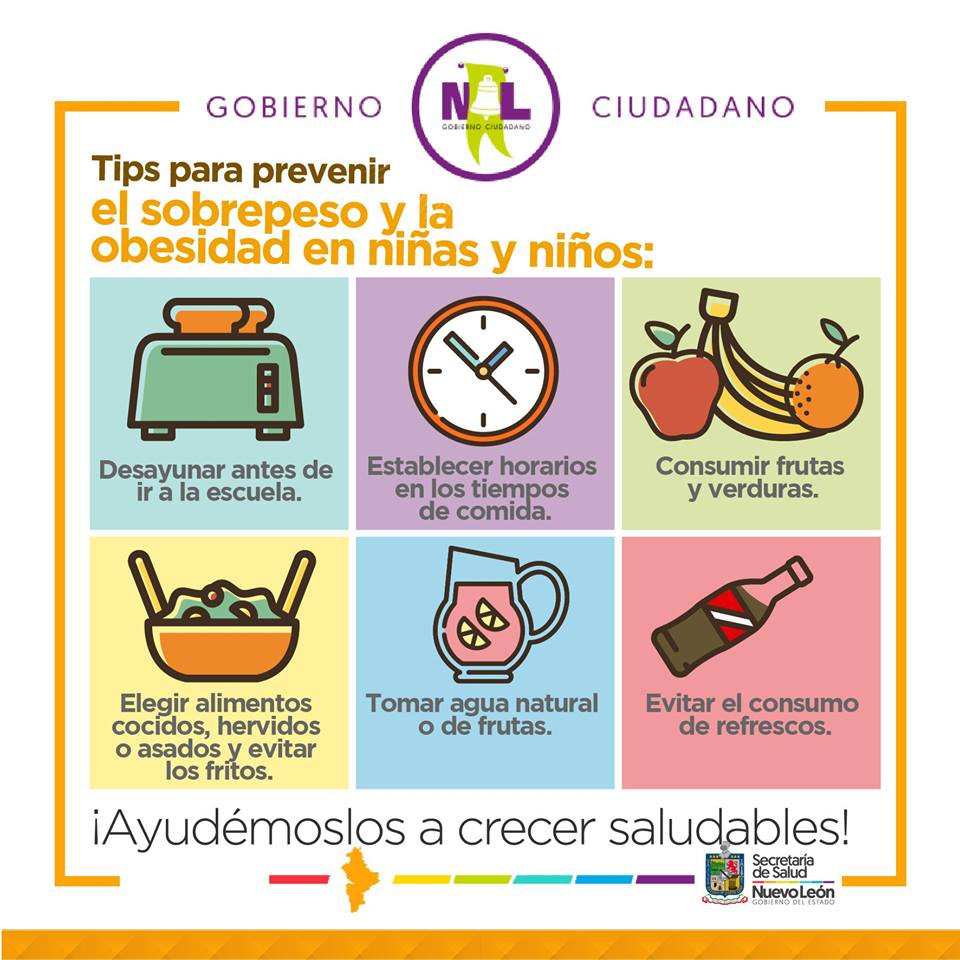 GOBIERNO
NL
GOBIERNO CIUDADANO
CIUDADANO
Tips para prevenir
el sobrepeso y la
obesidad en niñas y niños:
Desayunar antes de
ir a la escuela.
Establecer horarios
en los tiempos
de comida.
Consumir frutas
y verduras.
Elegir alimentos
cocidos, hervidos
o asados y evitar
los fritos.
Tomar agua natural
o de frutas.
Evitar el consumo
de refrescos.
¡Ayudémoslos a crecer saludables!
Secretaría
de Salud
Nuevo León
GOBIERNO DEL ESTADO